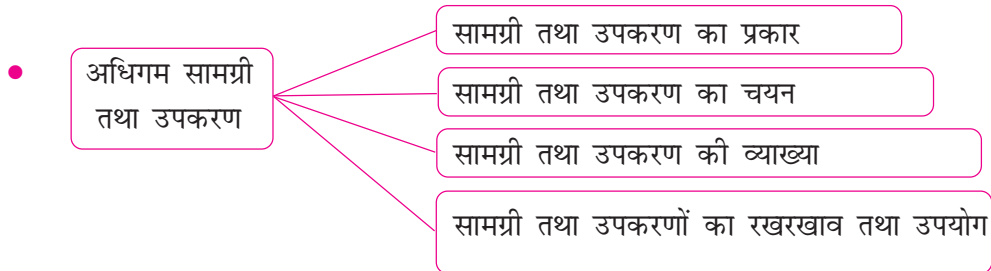 सामग्री तथा उपकरण का प्रकार
अधिगम सामग्री
तथा उपकरण
सामग्री तथा उपकरण का चयन
सामग्री तथा उपकरण की व्याख्या
सामग्री तथा उपकरणों का रखरखाव तथा उपयोग